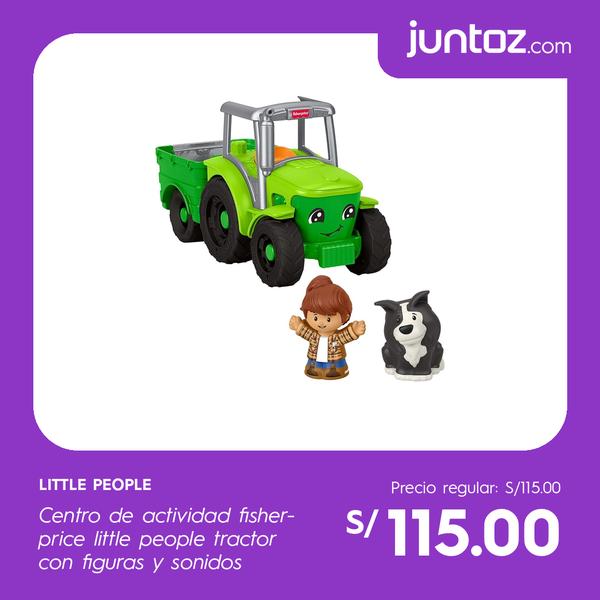 juntoz.com
LITTLE PEOPLE
Centro de actividad fisher-
price little people tractor
con figuras y sonidos
Precio regular: S/115.00
S/115.00